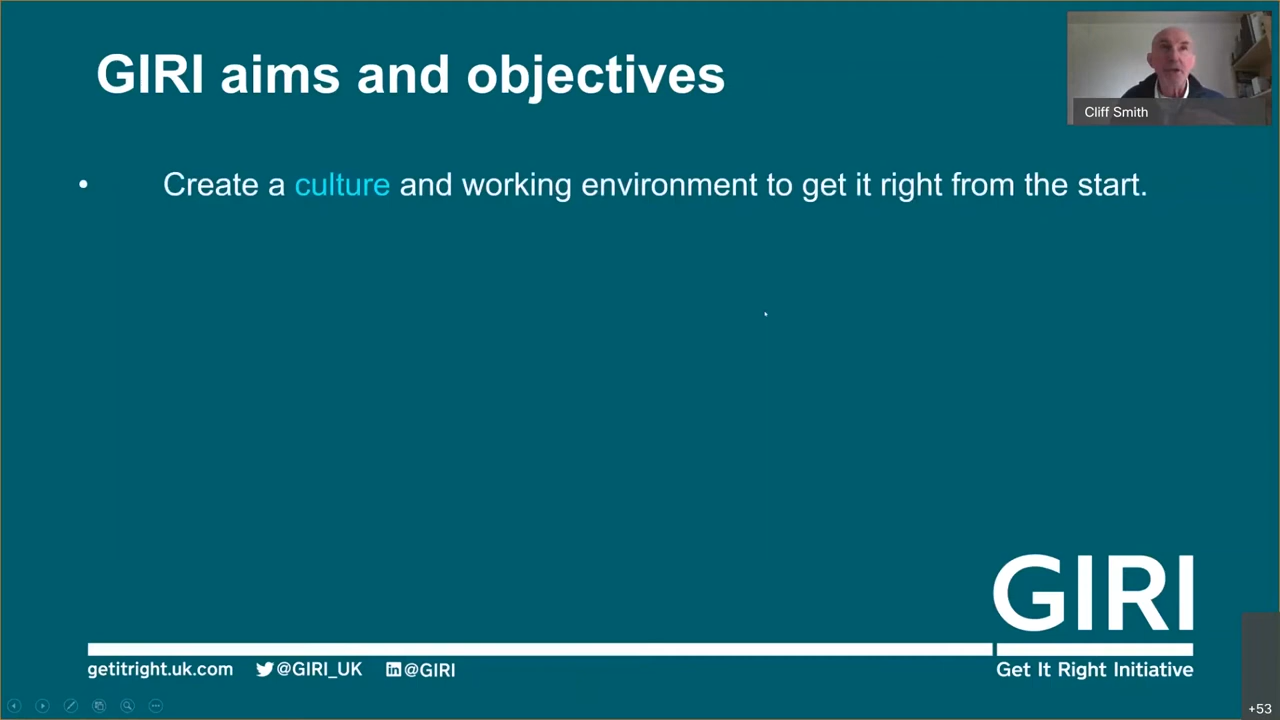 GIRI aims and objectives
Cliff Smith
• Create a culture and working environment to get it right from the start.
GIRI
Get It Right Initiative
getitright.uk.com @GIRI_UK in @GIRI
+53